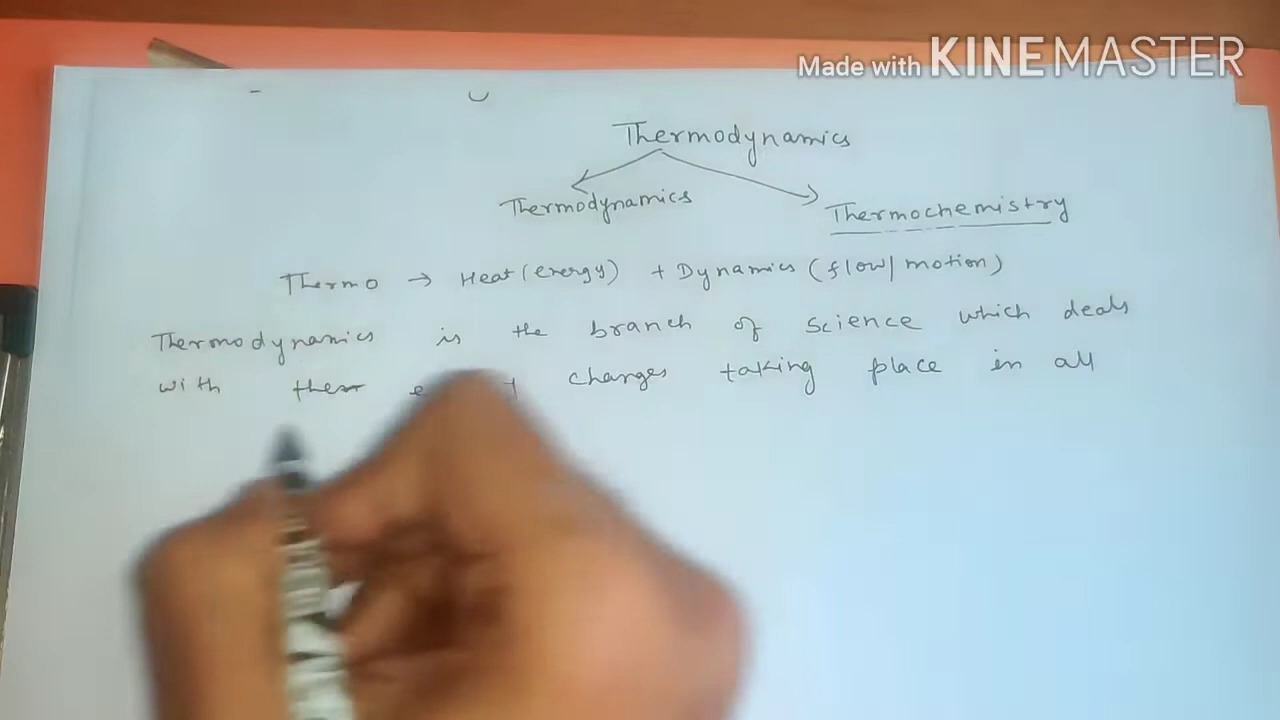 Made with KINEMASTER
Thermodynamics
Thermodynamics
Thermochemistry
Thermo → Heat (energy) + Dynamics (flow/motion)
Thermodynamics is the branch of science which deals
with changes taking place in all